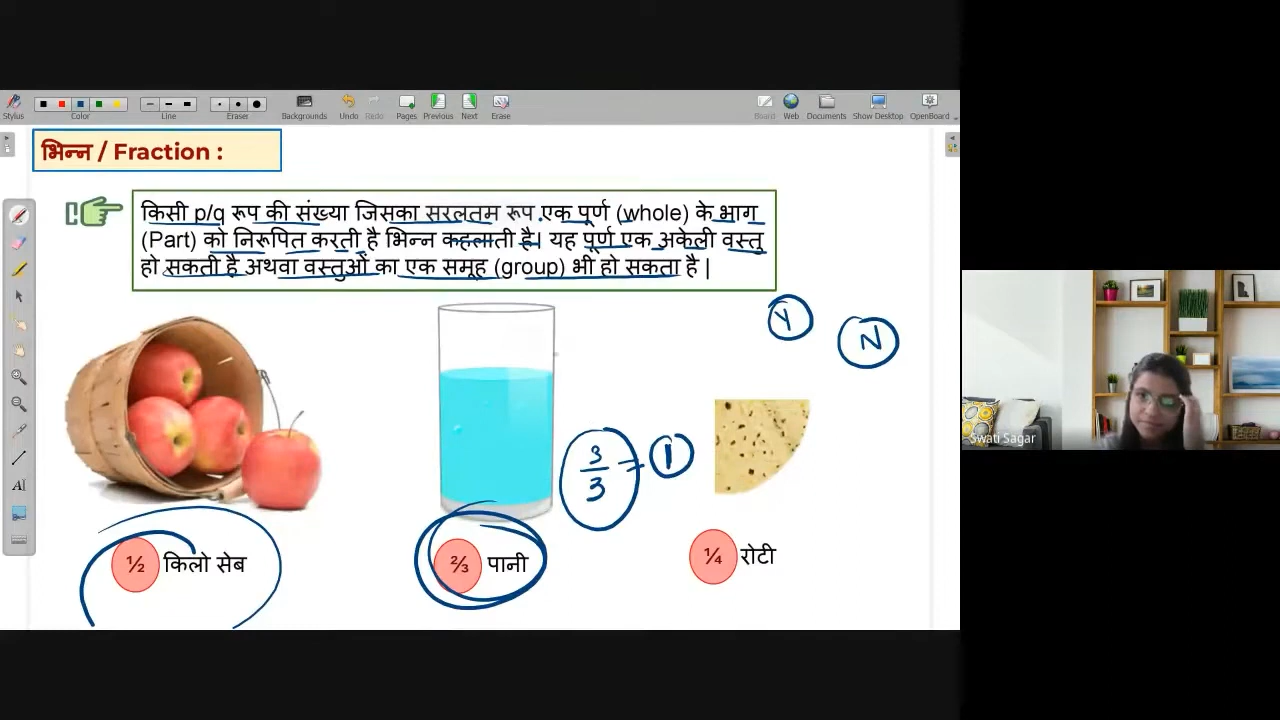 Stylus
Color
Line
Eraser
Backgrounds
Undo
Redo
Pages
Previous
Next
Erase
Board
Web
Documents
Show Desktop
OpenBoard
भिन्न / Fraction :
किसी p/q रूप की संख्या जिसका सरलतम रूप एक पूर्ण (whole) के भाग
(Part) को निरूपित करती है भिन्न कहलाती है| यह पूर्ण एक अकेली वस्तु
हो सकती है अथवा वस्तुओं का एक समूह (group) भी हो सकता है |
Y
N
3/3 = 1
½ किलो सेब
⅔ पानी
¼ रोटी
Swati Sagar